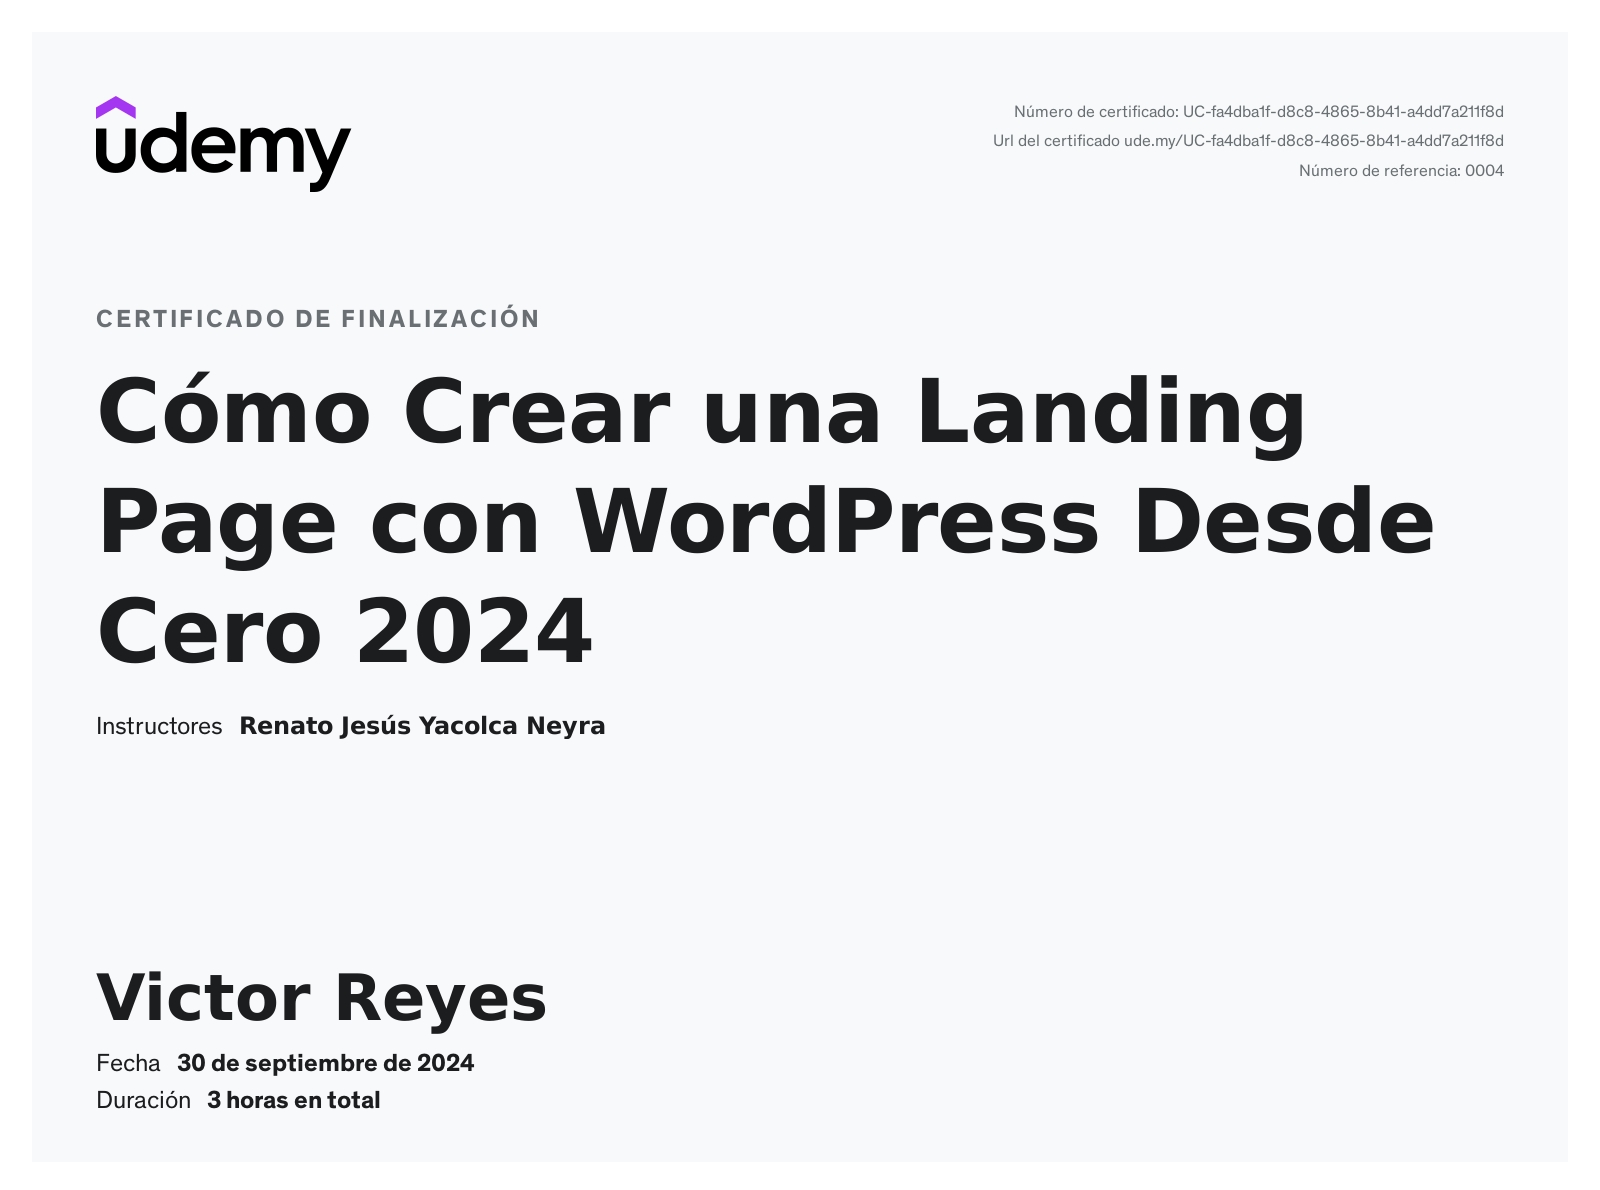 udemy
Número de certificado: UC-fa4dba1f-d8c8-4865-8b41-a4dd7a211f8d
Url del certificado ude.my/UC-fa4dba1f-d8c8-4865-8b41-a4dd7a211f8d
Número de referencia: 0004
CERTIFICADO DE FINALIZACIÓN
Cómo Crear una Landing
Page con WordPress Desde
Cero 2024
Instructores Renato Jesús Yacolca Neyra
Victor Reyes
Fecha 30 de septiembre de 2024
Duración 3 horas en total